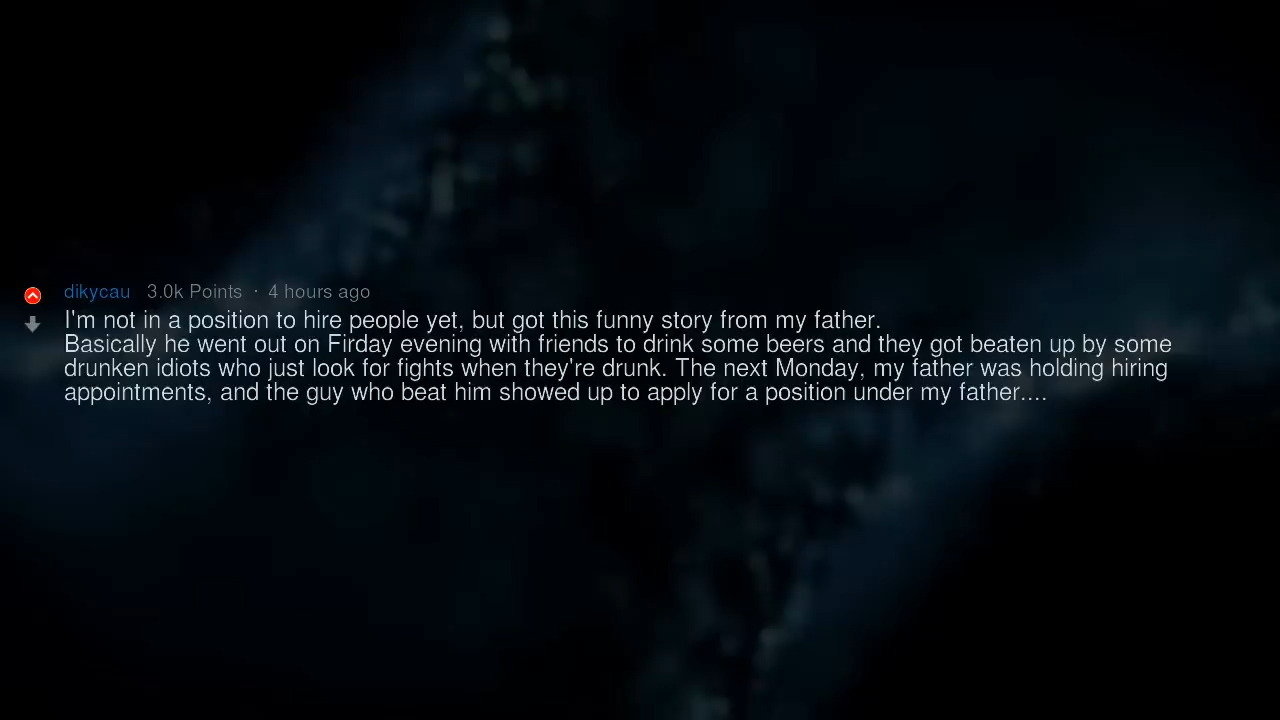 dikycau 3.0k Points · 4 hours ago
I'm not in a position to hire people yet, but got this funny story from my father.
Basically he went out on Firday evening with friends to drink some beers and they got beaten up by some
drunken idiots who just look for fights when they're drunk. The next Monday, my father was holding hiring
appointments, and the guy who beat him showed up to apply for a position under my father....